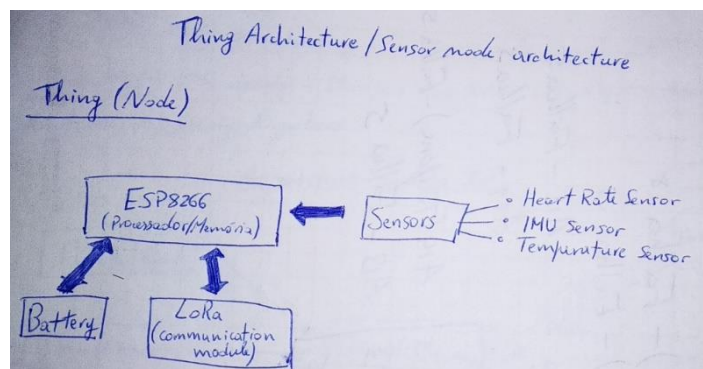 Thing Architecture/Sensor node architecture
Thing (Node)
ESP8266
(Processador/Memória)
Sensors
• Heart Rate Sensor
• IMU Sensor
• Temperature Sensor
Battery
LoRa
(communication
module)